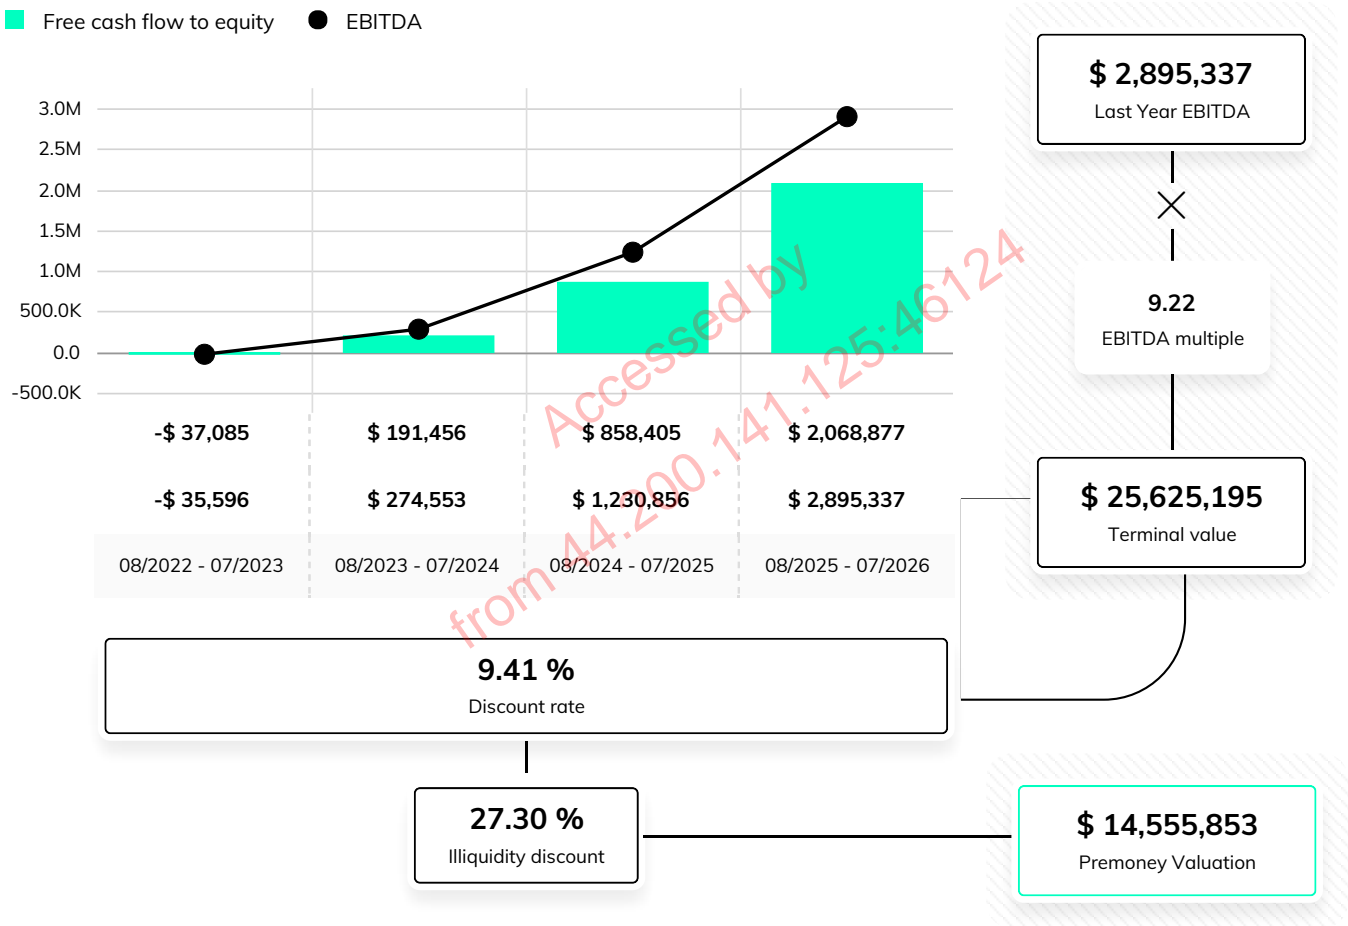 Free cash flow to equity EBITDA
3.0M
2.5M
2.0M
1.5M
1.0M
500.0K
0.0
-500.0K
-$ 37,085 $ 191,456 $ 858,405 $ 2,068,877
-$ 35,596 $ 274,553 $ 1,230,856 $ 2,895,337
08/2022 - 07/2023 08/2023 - 07/2024 08/2024 - 07/2025 08/2025 - 07/2026
$ 2,895,337
Last Year EBITDA
9.22
EBITDA multiple
$ 25,625,195
Terminal value
9.41 %
Discount rate
27.30 %
Illiquidity discount
$ 14,555,853
Premoney Valuation
Accessed by
from 44.200.141.125:46124